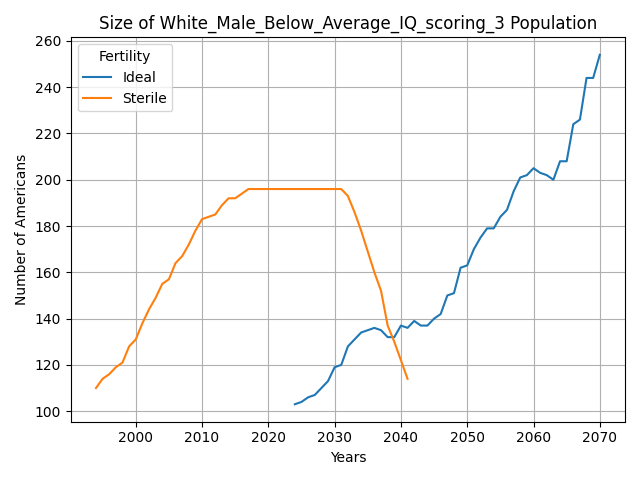 Size of White_Male_Below_Average_IQ_scoring_3 Population
Number of Americans
260
240
220
200
180
160
140
120
100
Fertility
Ideal
Sterile
2000 2010 2020 2030 2040 2050 2060 2070
Years